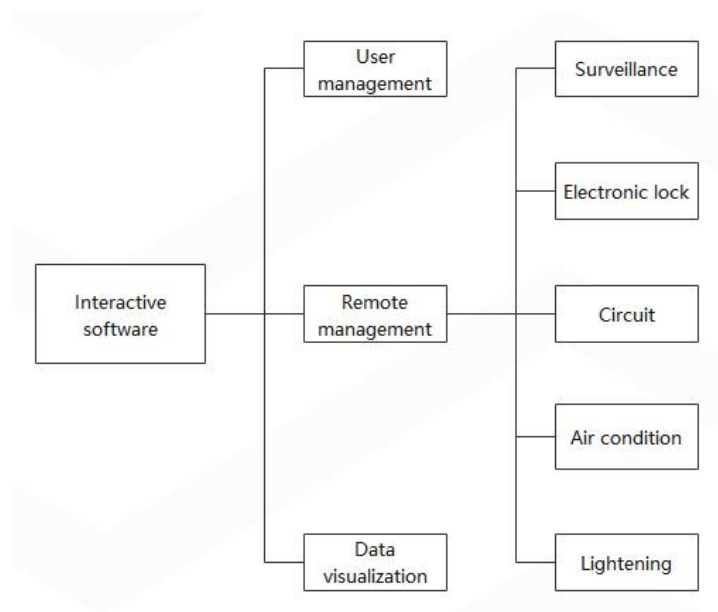 User
management
Surveillance
Electronic lock
Interactive
software
Remote
management
Circuit
Air condition
Data
visualization
Lightening